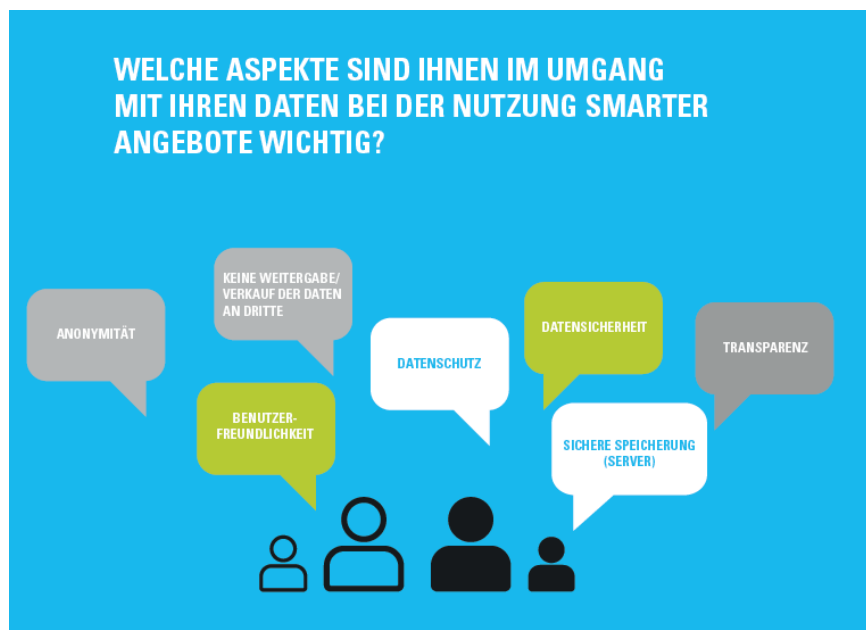 WELCHE ASPEKTE SIND IHNEN IM UMGANG
MIT IHREN DATEN BEI DER NUTZUNG SMARTER
ANGEBOTE WICHTIG?
ANONYMITÄT
KEINE WEITERGABE/
VERKAUF DER DATEN
AN DRITTE
DATENSCHUTZ
DATENSICHERHEIT
TRANSPARENZ
BENUTZER-
FREUNDLICHKEIT
SICHERE SPEICHERUNG
(SERVER)